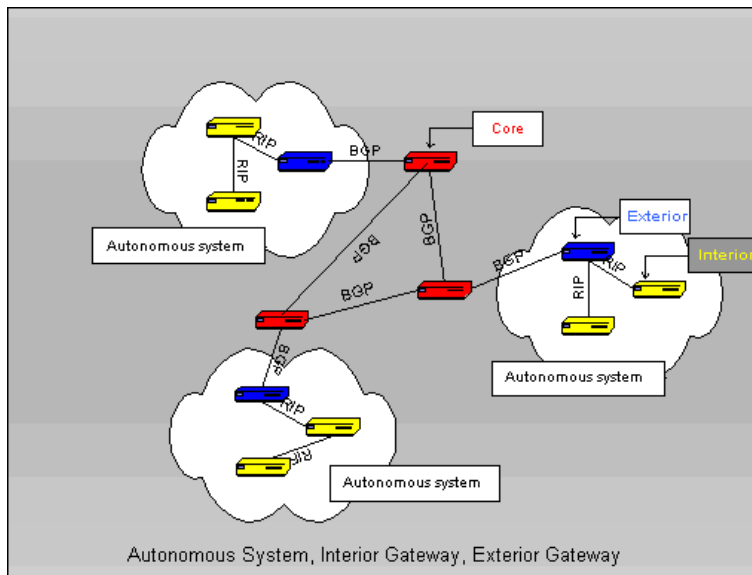 RIP
BGP
Core
RIP
Autonomous system
BGP
BGP
Exterior
Interior
BGP
RIP
BGP
RIP
Autonomous system
BGP
RIP
RIP
Autonomous system
Autonomous System, Interior Gateway, Exterior Gateway